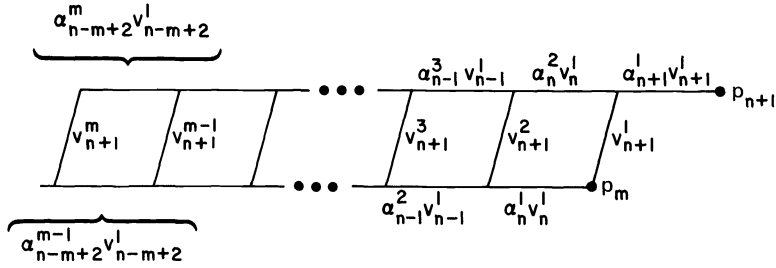 α^m_{n-m+2} v^1_{n-m+2}
α^3_{n-1} v^1_{n-1} α^2_n v^1_n α^1_{n+1} v^1_{n+1}
••• p_{n+1}
v^m_{n+1} v^{m-1}_{n+1} v^3_{n+1} v^2_{n+1} v^1_{n+1}
••• p_m
α^2_{n-1} v^1_{n-1} α^1_n v^1_n
α^{m-1}_{n-m+2} v^1_{n-m+2}